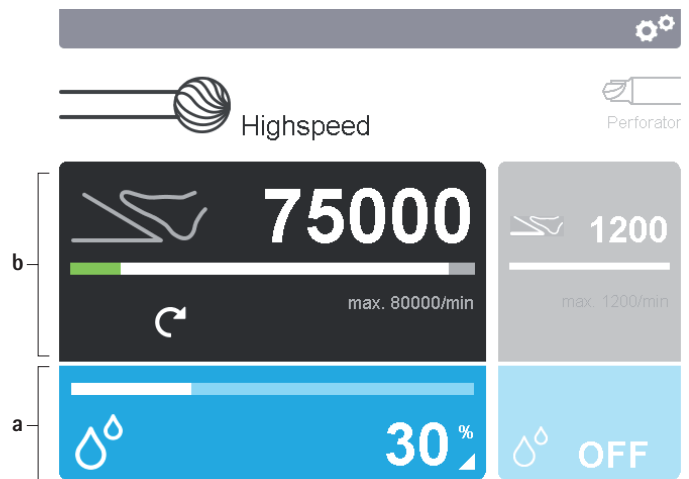 Highspeed
Perforator
b
75000
1200
max. 80000/min
max. 1200/min
a
30 %
OFF